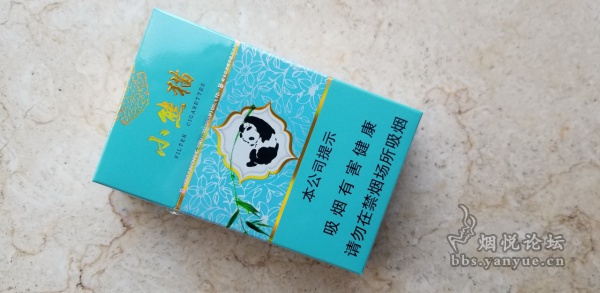 小熊猫
FILTER CIGARETTES
本公司提示
吸烟有害健康
请勿在禁烟场所吸烟
烟悦论坛
bbs.yanyue.cn